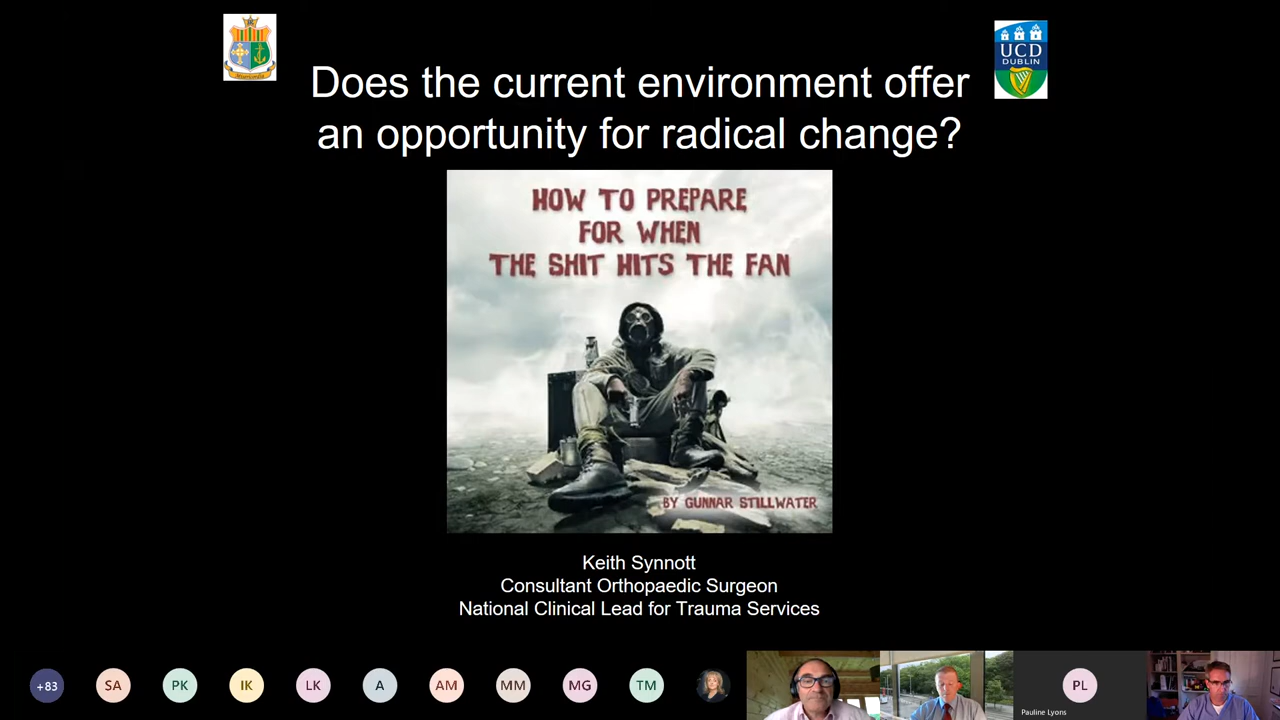 UCD
DUBLIN
Does the current environment offer
an opportunity for radical change?
HOW TO PREPARE
FOR WHEN
THE SHIT HITS THE FAN
BY GUNNAR STILLWATER
Keith Synnott
Consultant Orthopaedic Surgeon
National Clinical Lead for Trauma Services
+83
SA
PK
IK
LK
A
AM
MM
MG
TM
PL
Pauline Lyons